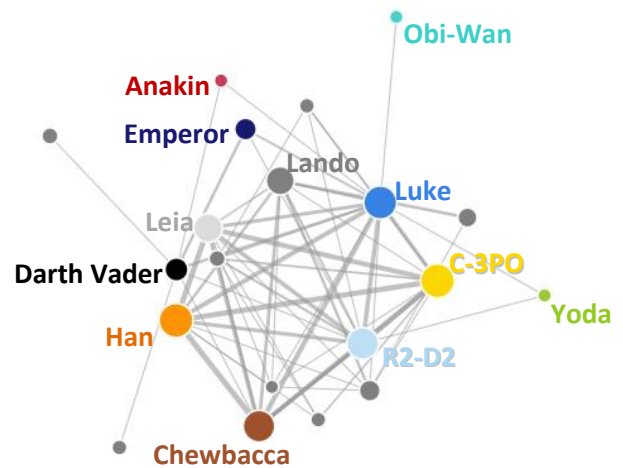 Obi-Wan
Anakin
Emperor
Lando
Luke
Leia
C-3PO
Darth Vader
Yoda
Han
R2-D2
Chewbacca